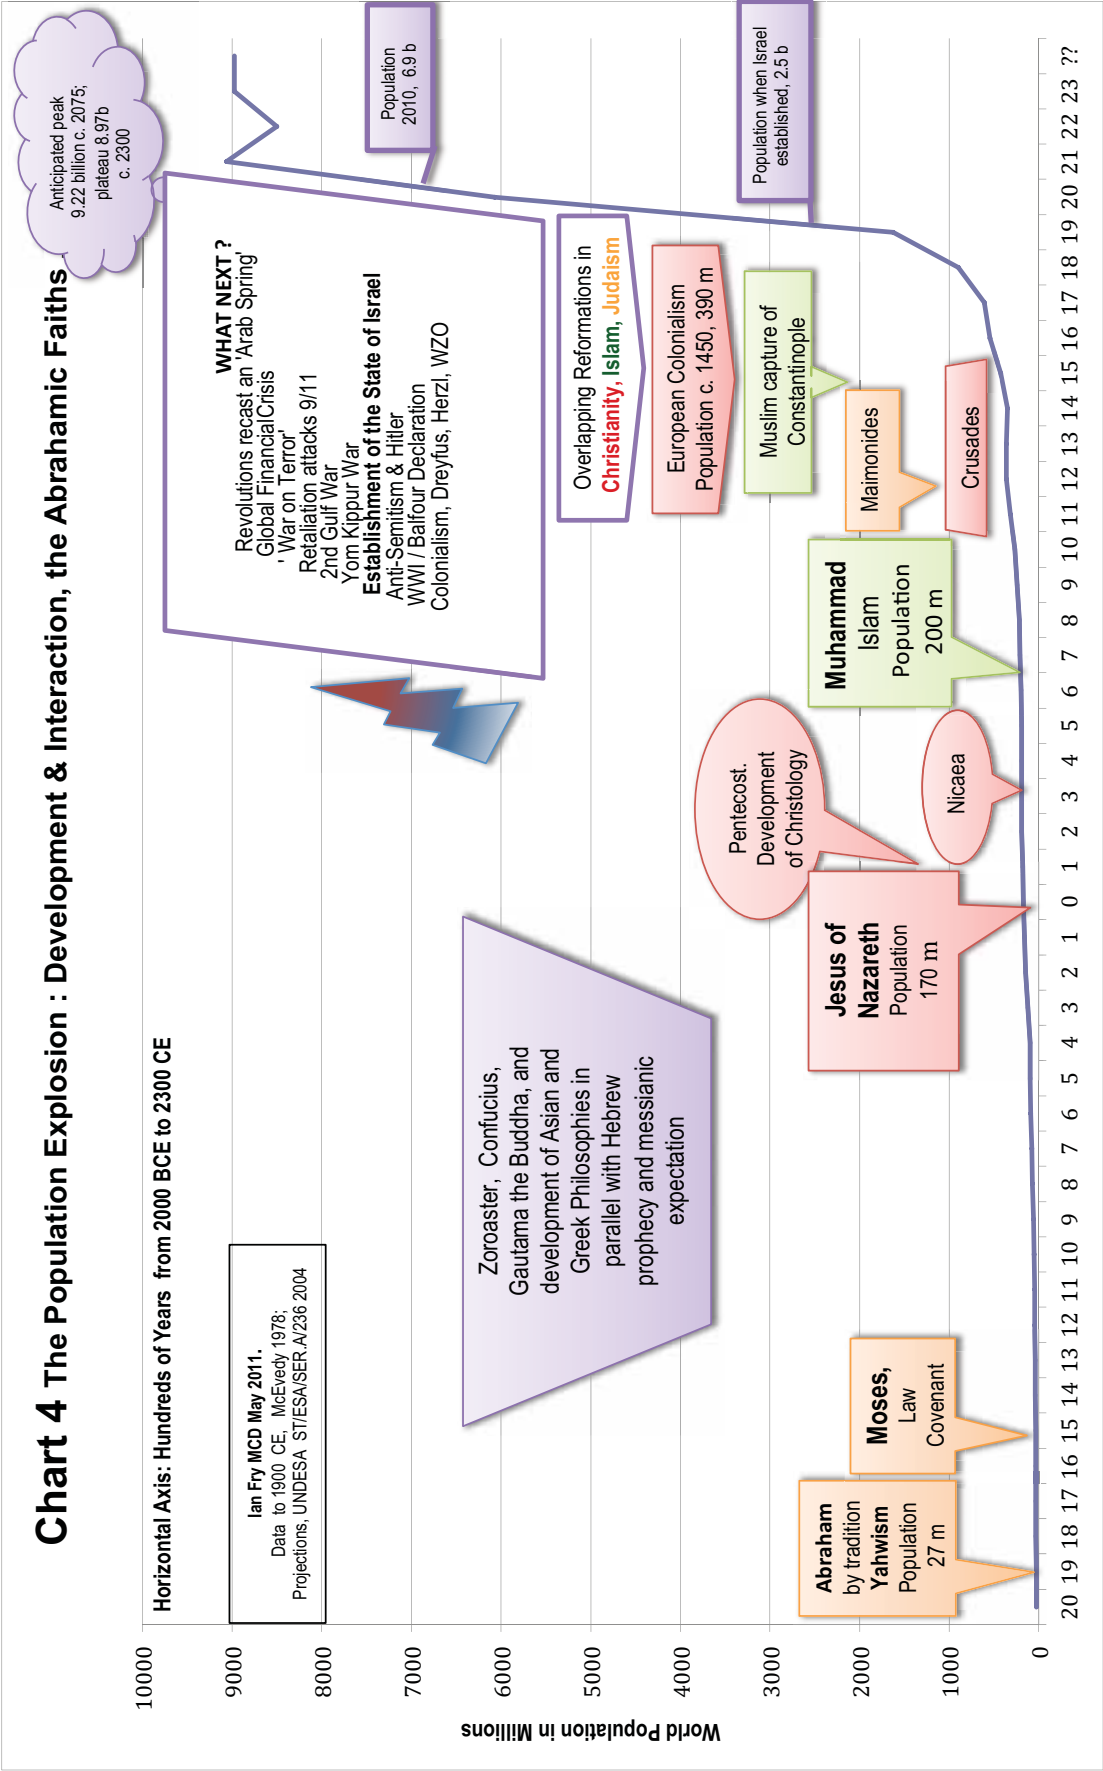 Chart 4 The Population Explosion : Development & Interaction, the Abrahamic Faiths
Anticipated peak
9.22 billion c. 2075;
plateau 8.97b
c. 2300
Horizontal Axis: Hundreds of Years from 2000 BCE to 2300 CE
Ian Fry MCD May 2011.
Data to 1900 CE, McEvedy 1978;
Projections, UNDESA ST/ESA/SER.A/236 2004
WHAT NEXT ?
Revolutions recast an 'Arab Spring'
Global FinancialCrisis
' War on Terror'
Retaliation attacks 9/11
2nd Gulf War
Yom Kippur War
Establishment of the State of Israel
Anti-Semitism & Hitler
WWI / Balfour Declaration
Colonialism, Dreyfus, Herzl, WZO
Population
2010, 6.9 b
Zoroaster, Confucius,
Gautama the Buddha, and
development of Asian and
Greek Philosophies in
parallel with Hebrew
prophecy and messianic
expectation
Overlapping Reformations in
Christianity, Islam, Judaism
European Colonialism
Population c. 1450, 390 m
Population when Israel
established, 2.5 b
Muslim capture of
Constantinople
Pentecost.
Development
of Christology
Abraham
by tradition
Yahwism
Population
27 m
Moses,
Law
Covenant
Jesus of
Nazareth
Population
170 m
Nicaea
Muhammad
Islam
Population
200 m
Maimonides
Crusades
World Population in Millions
10000
9000
8000
7000
6000
5000
4000
3000
2000
1000
0
20 19 18 17 16 15 14 13 12 11 10 9 8 7 6 5 4 3 2 1 0 1 2 3 4 5 6 7 8 9 10 11 12 13 14 15 16 17 18 19 20 21 22 23 ??